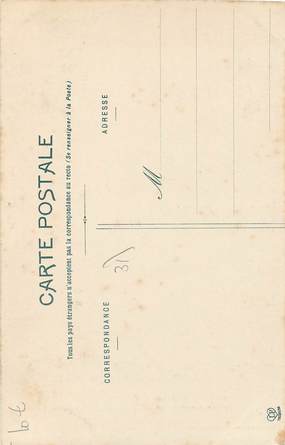 CARTE POSTALE
Tous les pays étrangers n'acceptent pas la correspondance au recto (Se renseigner à la Poste)
CORRESPONDANCE
ADRESSE
M
31